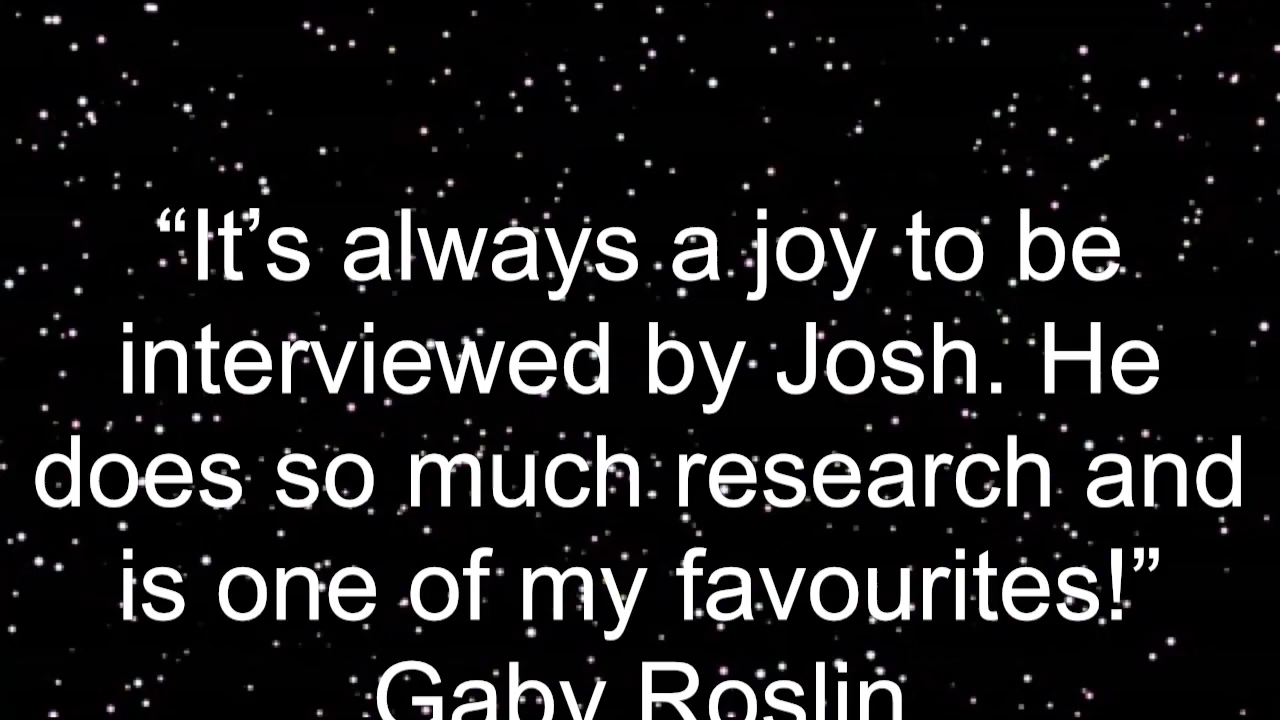 “It’s always a joy to be
interviewed by Josh. He
does so much research and
is one of my favourites!”
Gaby Roslin